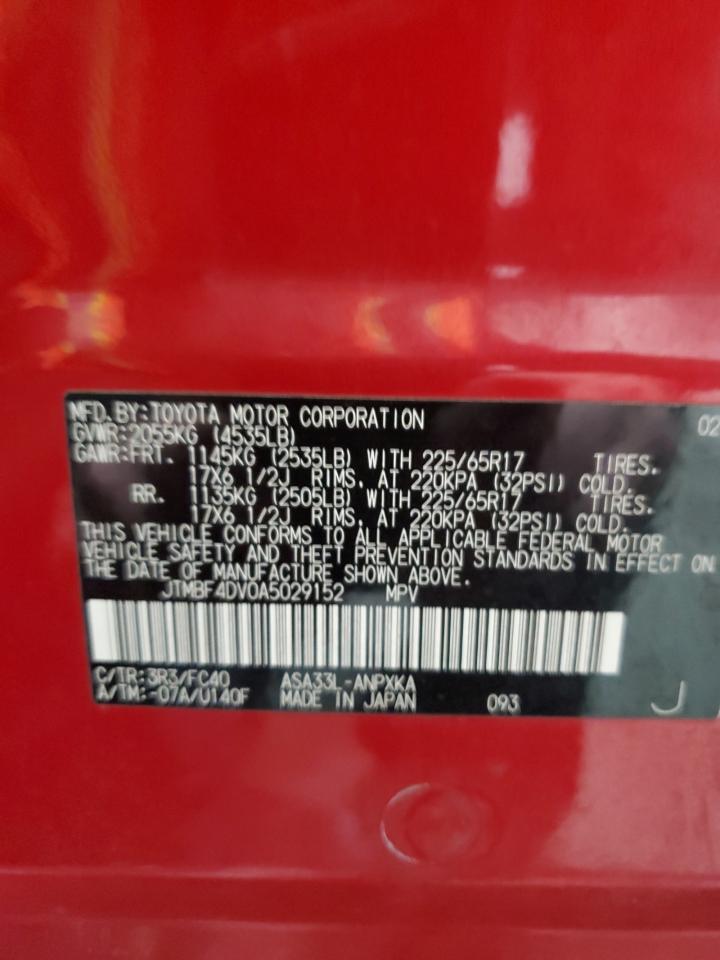 MFD. BY: TOYOTA MOTOR CORPORATION 02
GVWR: 2055KG (4535LB)
GAWR: FRT. 1145KG (2535LB) WITH 225/65R17 TIRES.
17X6 1/2J RIMS, AT 220KPA (32PSI) COLD.
RR. 1135KG (2505LB) WITH 225/65R17 TIRES.
17X6 1/2J RIMS, AT 220KPA (32PSI) COLD.
THIS VEHICLE CONFORMS TO ALL APPLICABLE FEDERAL MOTOR
VEHICLE SAFETY AND THEFT PREVENTION STANDARDS IN EFFECT ON
THE DATE OF MANUFACTURE SHOWN ABOVE.
JTMBF4DV0A5029152 MPV
C/TR: 3R3/FC40 ASA33L-ANPXKA
A/TM: -07A/U140F MADE IN JAPAN 093 J